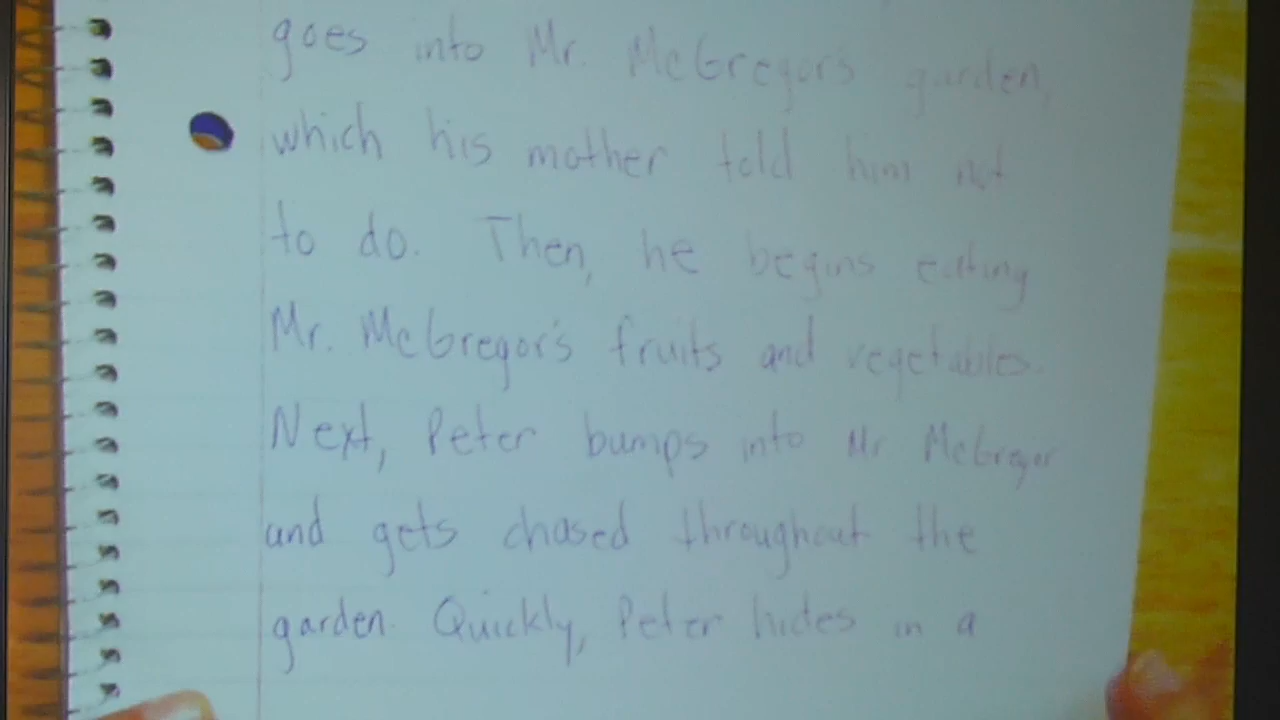 goes into Mr. McGregor's garden,
which his mother told him not
to do. Then, he begins eating
Mr. McGregor's fruits and vegetables.
Next, Peter bumps into Mr McGregor
and gets chased throughout the
garden. Quickly, Peter hides in a